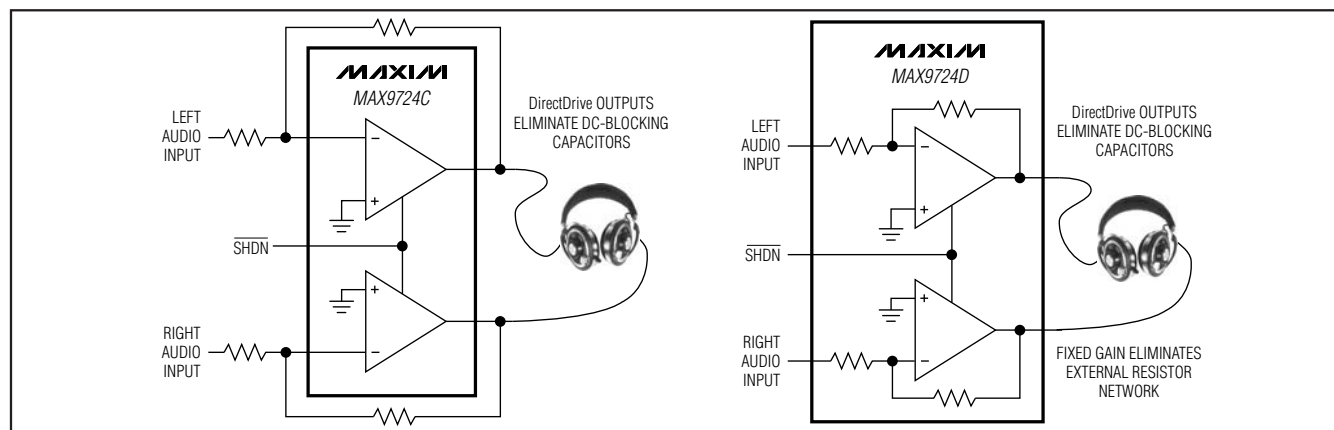 MAXIM
MAX9724C
LEFT
AUDIO
INPUT
−
+
SHDN
+
−
RIGHT
AUDIO
INPUT
DirectDrive OUTPUTS
ELIMINATE DC-BLOCKING
CAPACITORS
MAXIM
MAX9724D
LEFT
AUDIO
INPUT
−
+
SHDN
+
−
RIGHT
AUDIO
INPUT
DirectDrive OUTPUTS
ELIMINATE DC-BLOCKING
CAPACITORS
FIXED GAIN ELIMINATES
EXTERNAL RESISTOR
NETWORK